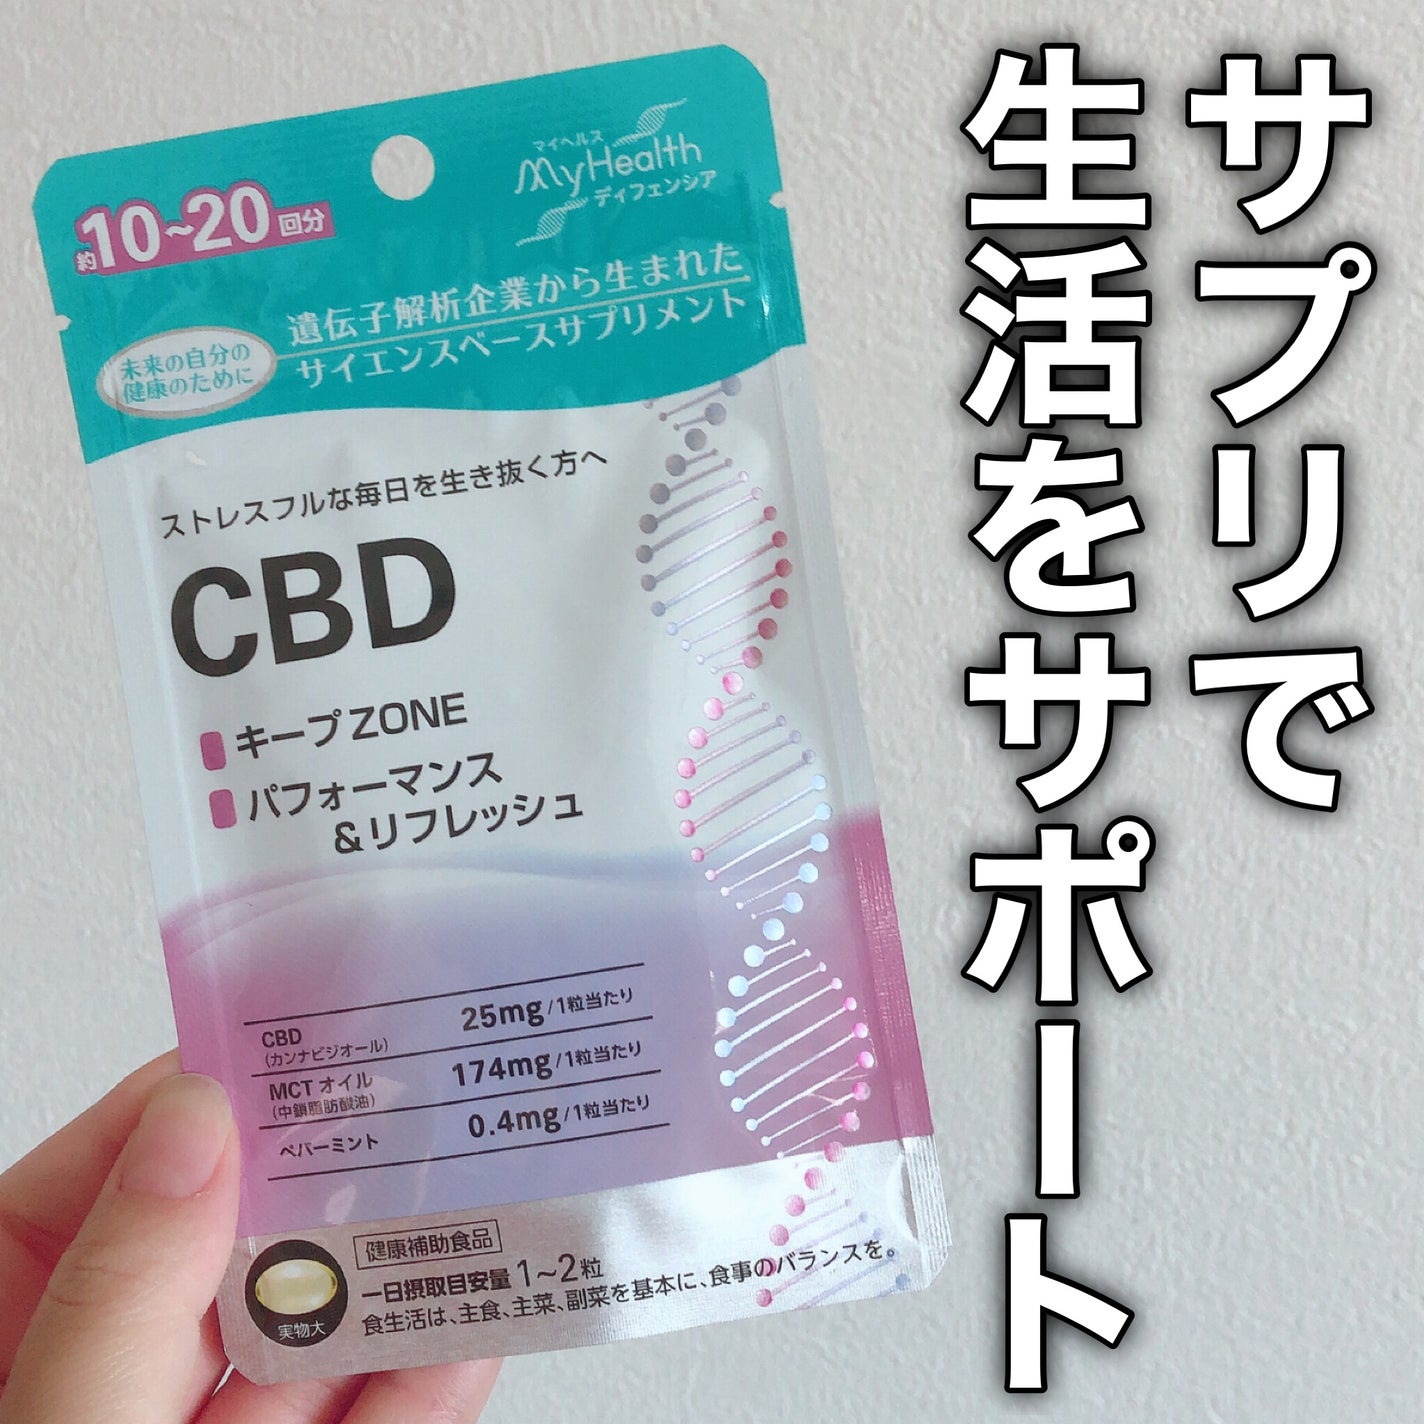 サプリで
生活をサポート
マイヘルス
MyHealth
ディフェンシア
約10~20回分
遺伝子解析企業から生まれた
サイエンスベースサプリメント
未来の自分の
健康のために
ストレスフルな毎日を生き抜く方へ
CBD
キープZONE
パフォーマンス
&リフレッシュ
CBD 25mg/1粒当たり
(カンナビジオール)
MCTオイル 174mg/1粒当たり
(中鎖脂肪酸油)
ペパーミント 0.4mg/1粒当たり
健康補助食品
一日摂取目安量 1~2粒
食生活は、主食、主菜、副菜を基本に、食事のバランスを。
実物大